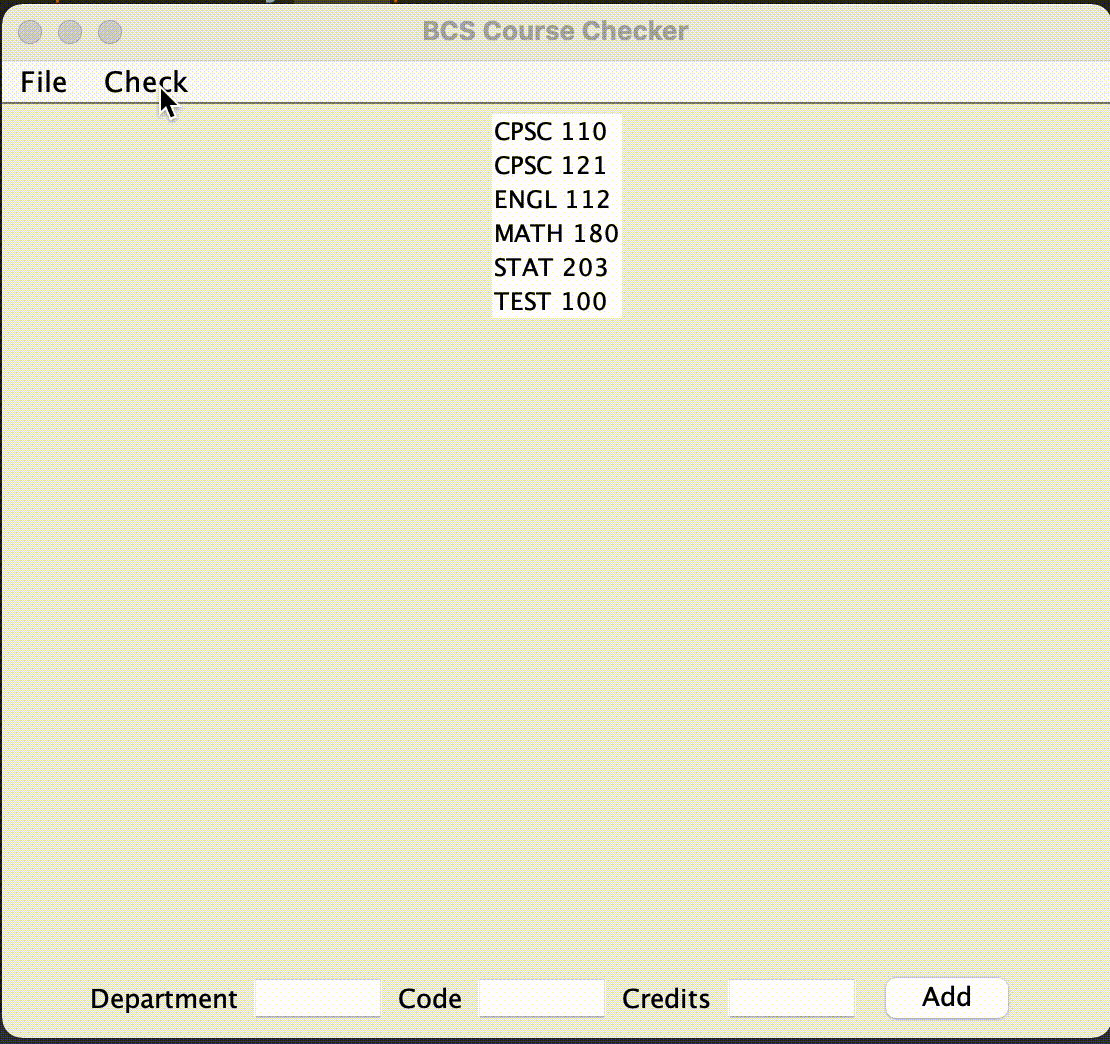 BCS Course Checker
File Check
CPSC 110
CPSC 121
ENGL 112
MATH 180
STAT 203
TEST 100
Department Code Credits Add